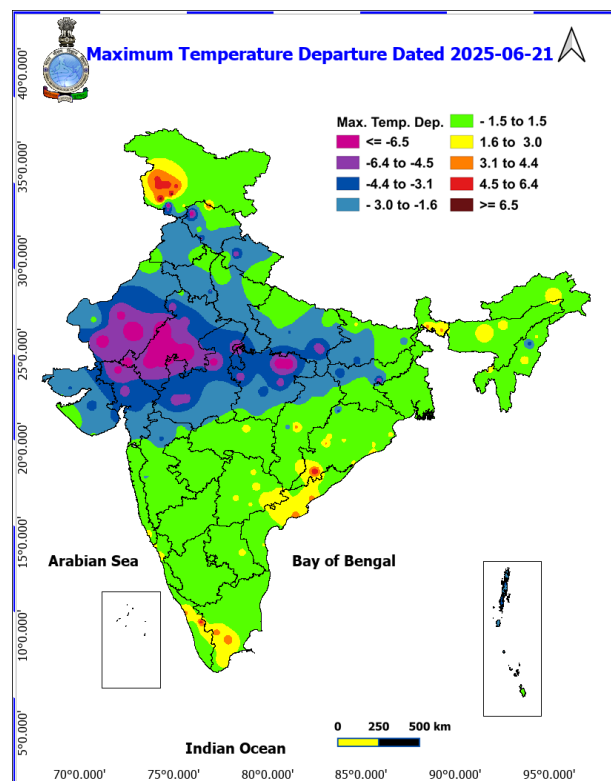 Maximum Temperature Departure Dated 2025-06-21
Max. Temp. Dep.
<= -6.5
-6.4 to -4.5
-4.4 to -3.1
- 3.0 to -1.6
- 1.5 to 1.5
1.6 to 3.0
3.1 to 4.4
4.5 to 6.4
>= 6.5
40°0.000'
35°0.000'
30°0.000'
25°0.000'
20°0.000'
15°0.000'
10°0.000'
5°0.000'
Arabian Sea
Bay of Bengal
0 250 500 km
Indian Ocean
70°0.000' 75°0.000' 80°0.000' 85°0.000' 90°0.000' 95°0.000'